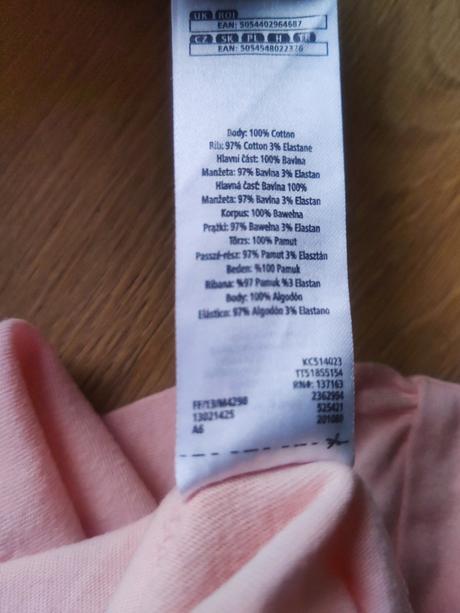 UK ROI
EAN: 5054402964687
CZ SK PL H TR
EAN: 5054548022376
Body: 100% Cotton
Rib: 97% Cotton 3% Elastane
Hlavní část: 100% Bavlna
Manžeta: 97% Bavlna 3% Elastan
Hlavná časť: Bavlna 100%
Manžeta: 97% Bavlna 3% Elastan
Korpus: 100% Bawełna
Prążki: 97% Bawełna 3% Elastan
Törzs: 100% Pamut
Passzé-rész: 97% Pamut 3% Elasztán
Beden: %100 Pamuk
Ribana: %97 Pamuk %3 Elastan
Body: 100% Algodón
Elástico: 97% Algodón 3% Elastano
KC514023
TT51855154
RN#: 137163
FF/13/M4290 2362994
13021425 525421
A6 201080